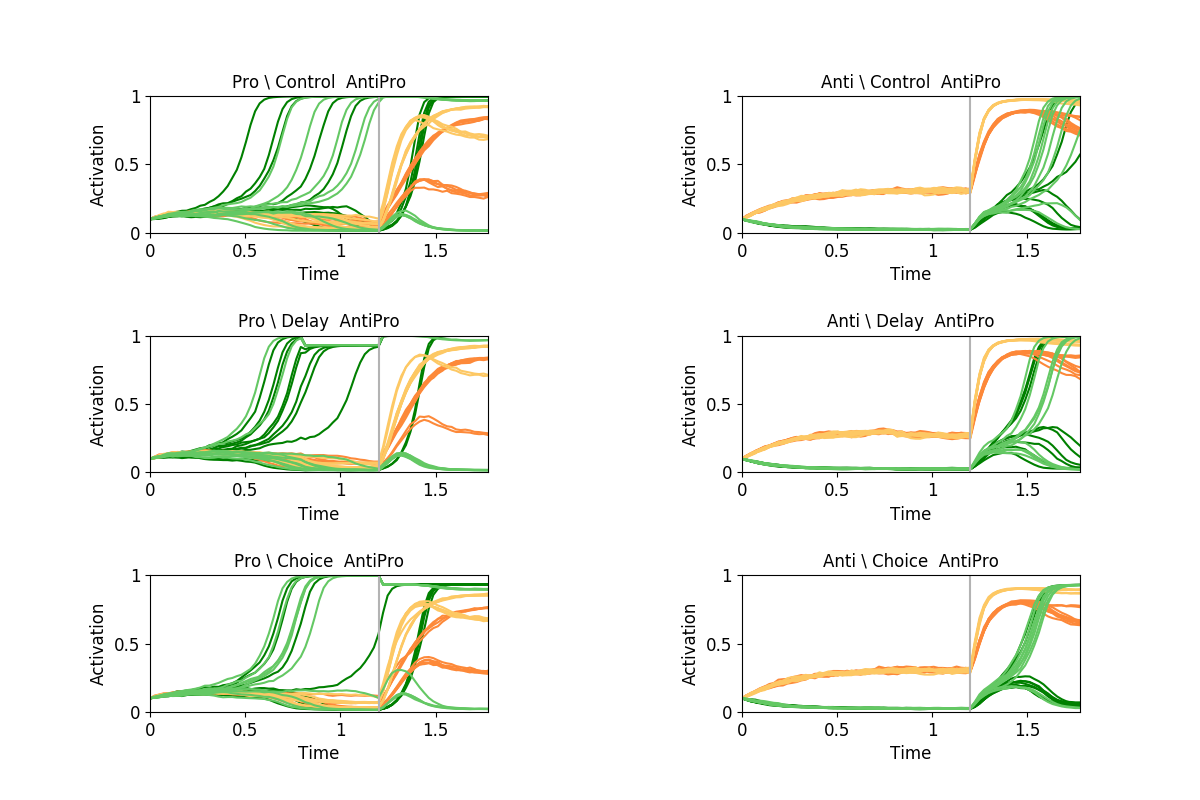 Pro \ Control  AntiPro
Anti \ Control  AntiPro
1
0.5
0
Activation
0
0.5
1
1.5
Time
1
0.5
0
Activation
0
0.5
1
1.5
Time
Pro \ Delay  AntiPro
Anti \ Delay  AntiPro
1
0.5
0
Activation
0
0.5
1
1.5
Time
1
0.5
0
Activation
0
0.5
1
1.5
Time
Pro \ Choice  AntiPro
Anti \ Choice  AntiPro
1
0.5
0
Activation
0
0.5
1
1.5
Time
1
0.5
0
Activation
0
0.5
1
1.5
Time